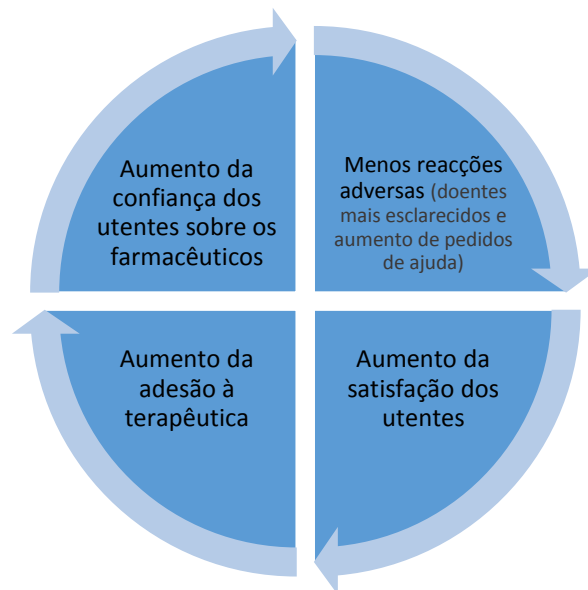 Aumento da
confiança dos
utentes sobre os
farmacêuticos
Menos reacções
adversas (doentes
mais esclarecidos e
aumento de pedidos
de ajuda)
Aumento da
adesão à
terapêutica
Aumento da
satisfação dos
utentes